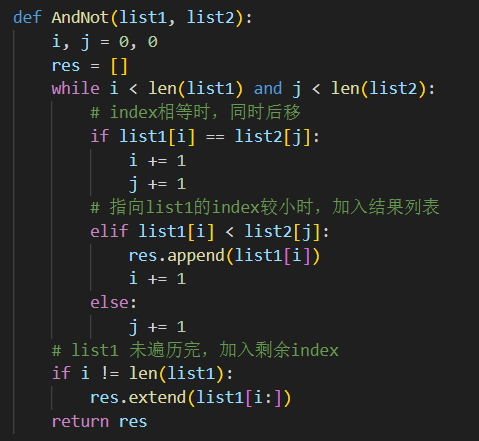 def AndNot(list1, list2):
    i, j = 0, 0
    res = []
    while i < len(list1) and j < len(list2):
        # index相等时，同时后移
        if list1[i] == list2[j]:
            i += 1
            j += 1
        # 指向list1的index较小时，加入结果列表
        elif list1[i] < list2[j]:
            res.append(list1[i])
            i += 1
        else:
            j += 1
    # list1 未遍历完，加入剩余index
    if i != len(list1):
        res.extend(list1[i:])
    return res